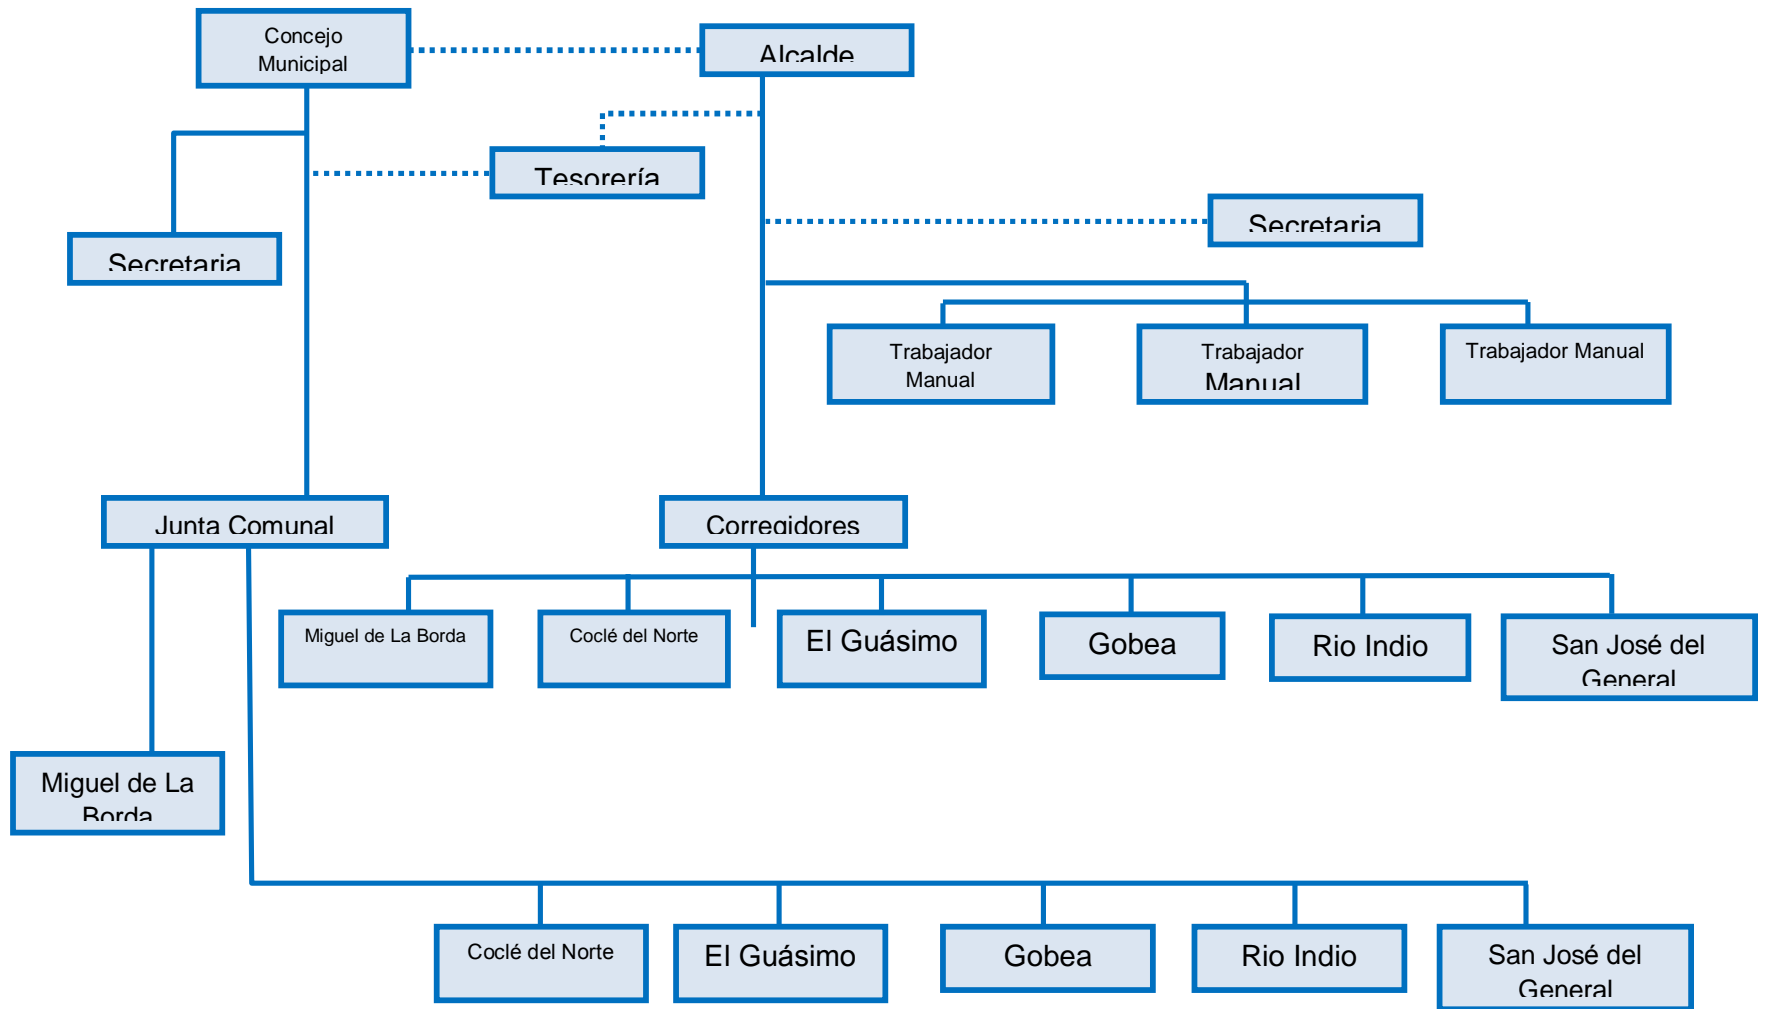 Concejo
Municipal
Alcalde
Tesorería
Secretaria
Secretaria
Trabajador
Manual
Trabajador
Manual
Trabajador Manual
Junta Comunal
Corregidores
Miguel de La Borda
Coclé del Norte
El Guásimo
Gobea
Rio Indio
San José del
General
Miguel de La
Borda
Coclé del Norte
El Guásimo
Gobea
Rio Indio
San José del
General